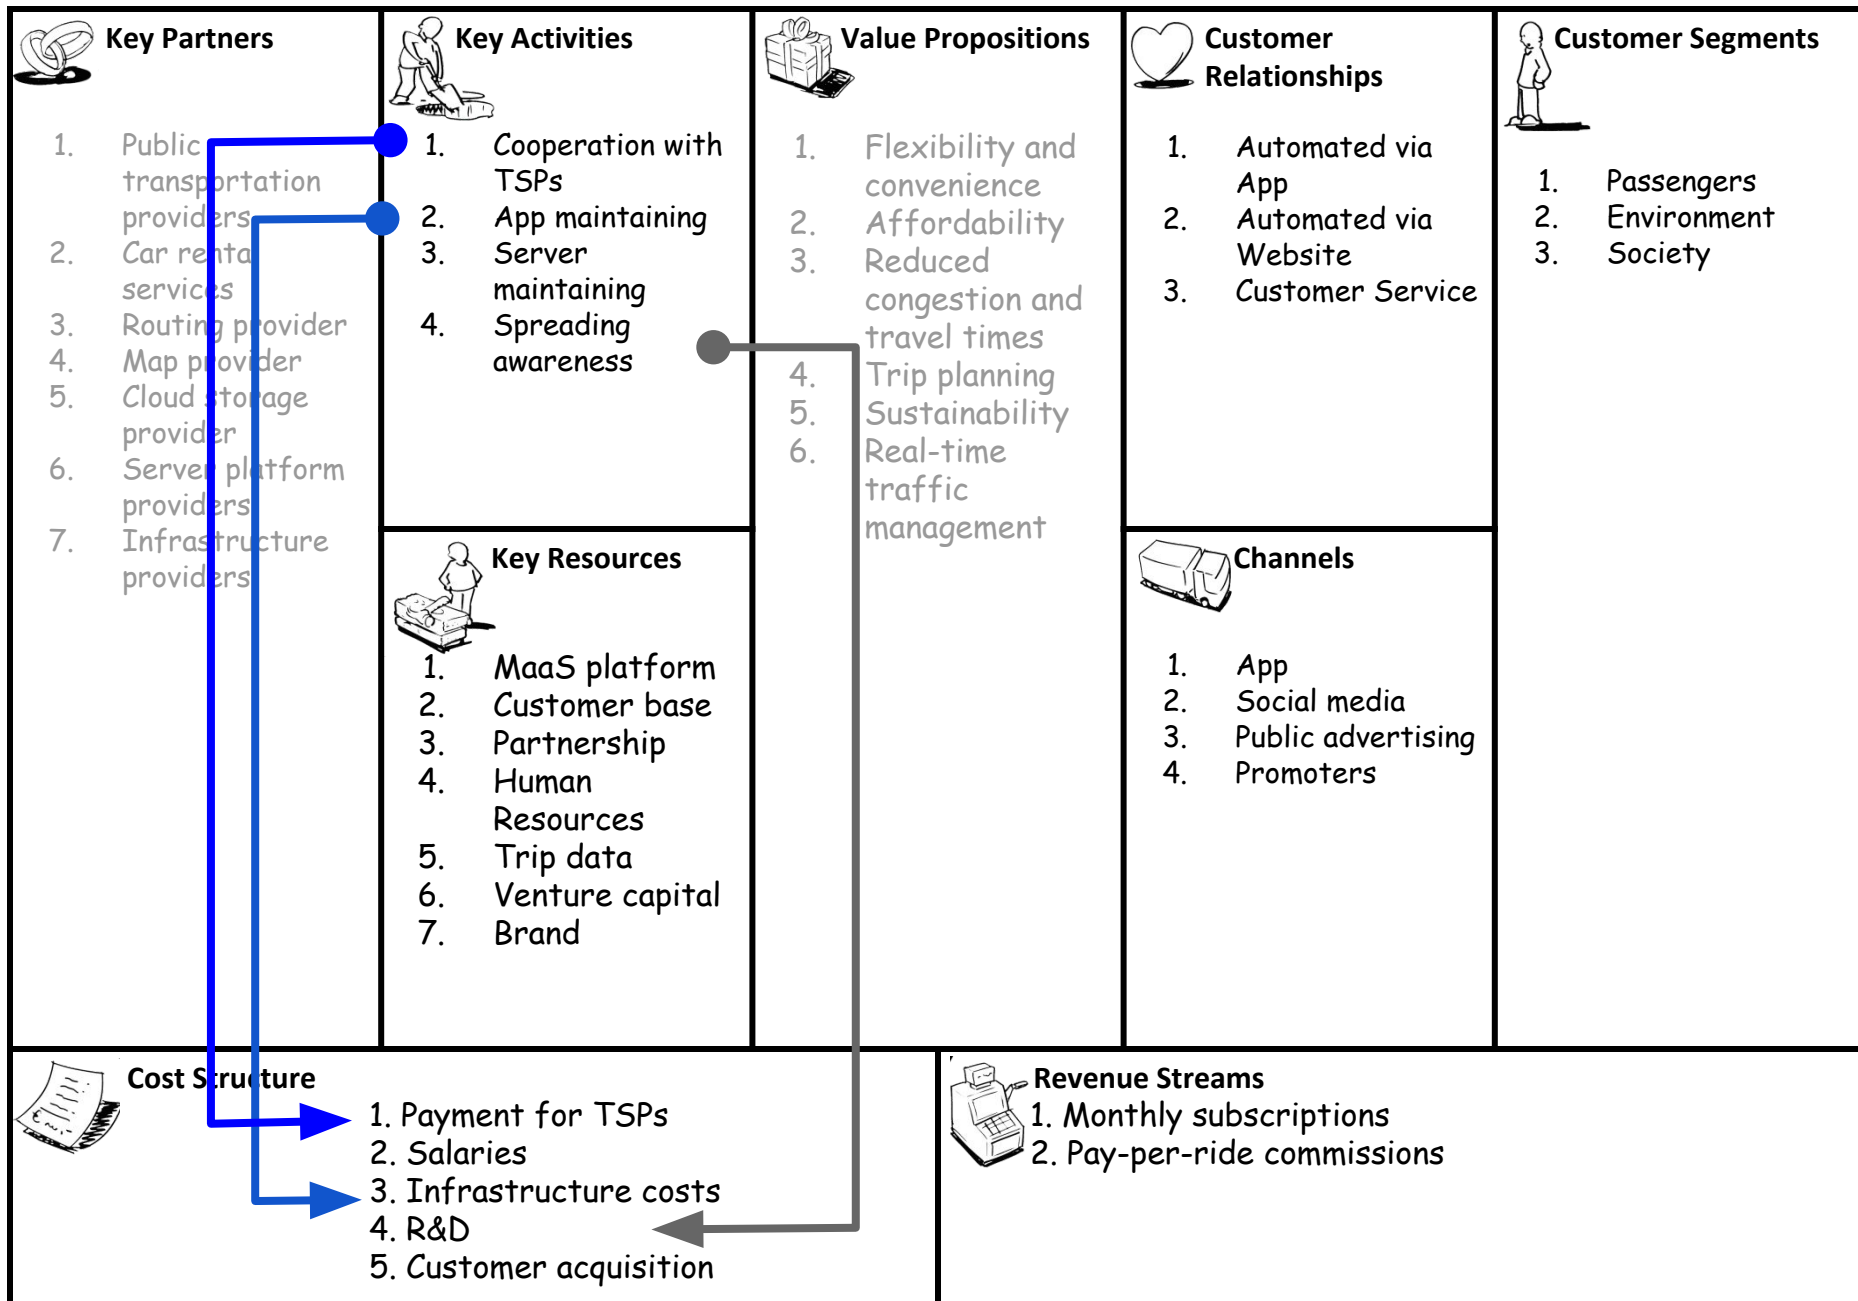 Key Partners
1. Public
transportation
providers
2. Car rental
services
3. Routing provider
4. Map provider
5. Cloud storage
provider
6. Server platform
providers
7. Infrastructure
providers
Key Activities
1. Cooperation with
TSPs
2. App maintaining
3. Server
maintaining
4. Spreading
awareness
Key Resources
1. MaaS platform
2. Customer base
3. Partnership
4. Human
Resources
5. Trip data
6. Venture capital
7. Brand
Value Propositions
1. Flexibility and
convenience
2. Affordability
3. Reduced
congestion and
travel times
4. Trip planning
5. Sustainability
6. Real-time
traffic
management
Customer
Relationships
1. Automated via
App
2. Automated via
Website
3. Customer Service
Channels
1. App
2. Social media
3. Public advertising
4. Promoters
Customer Segments
1. Passengers
2. Environment
3. Society
Cost Structure
1. Payment for TSPs
2. Salaries
3. Infrastructure costs
4. R&D
5. Customer acquisition
Revenue Streams
1. Monthly subscriptions
2. Pay-per-ride commissions